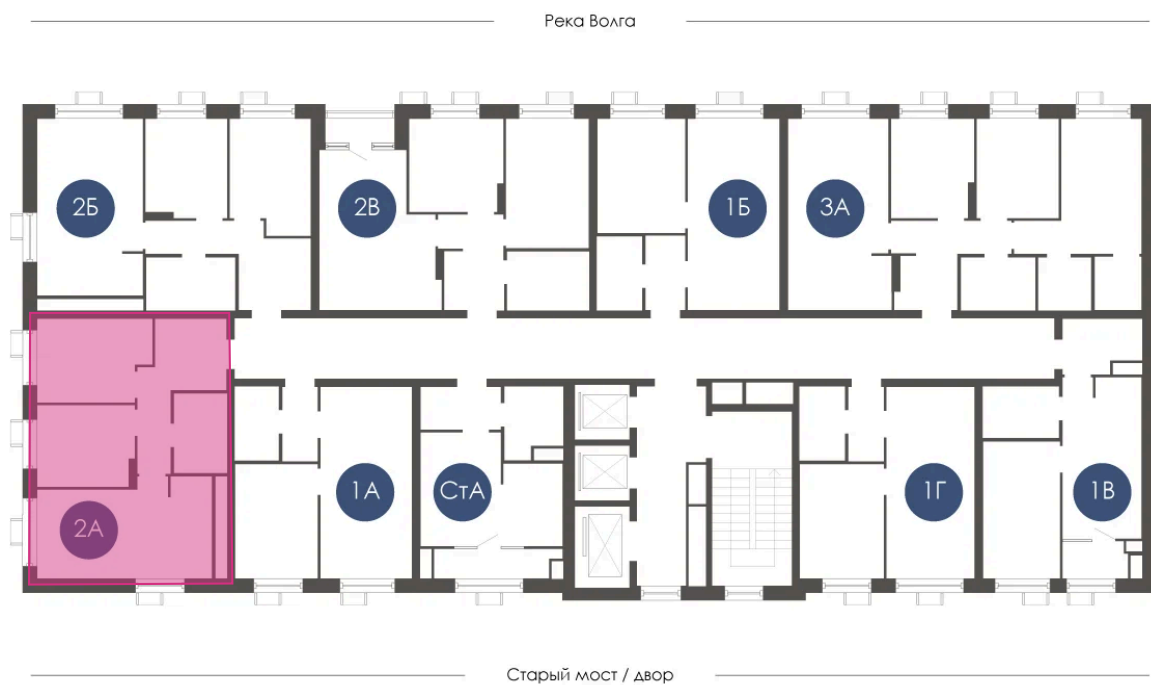 Река Волга
2Б
2В
1Б
3А
2А
1А
СтА
1Г
1В
Старый мост / двор